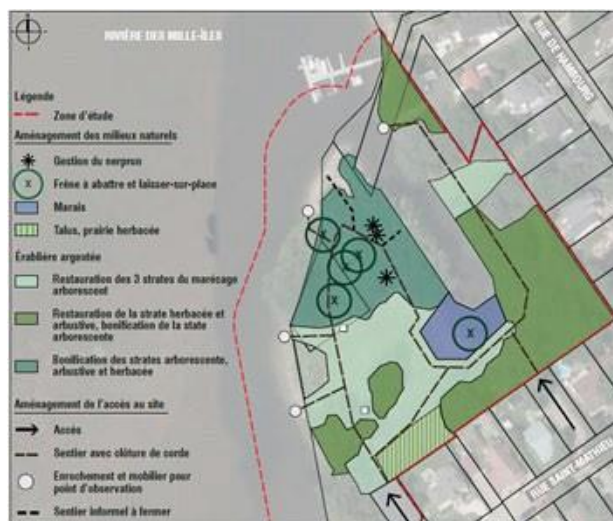 RIVIÈRE DES MILLE-ÎLES
RUE DE HAMBOURG
Légende
Zone d'étude
Aménagement des milieux naturels
Gestion du nerprun
Frêne à abattre et laisser-sur-place
Marais
Talus, prairie herbacée
Érablière argentée
Restauration des 3 strates du marécage
arborescent
Restauration de la strate herbacée et
arbustive, bonification de la state
arborescente
Bonification des strates arborescente,
arbustive et herbacée
Aménagement de l'accès au site
Accès
Sentier avec clôture de corde
Enrochement et mobilier pour
point d'observation
Sentier informel à fermer
X
X
X
X
X
X
RUE SAINT-MATHIEU